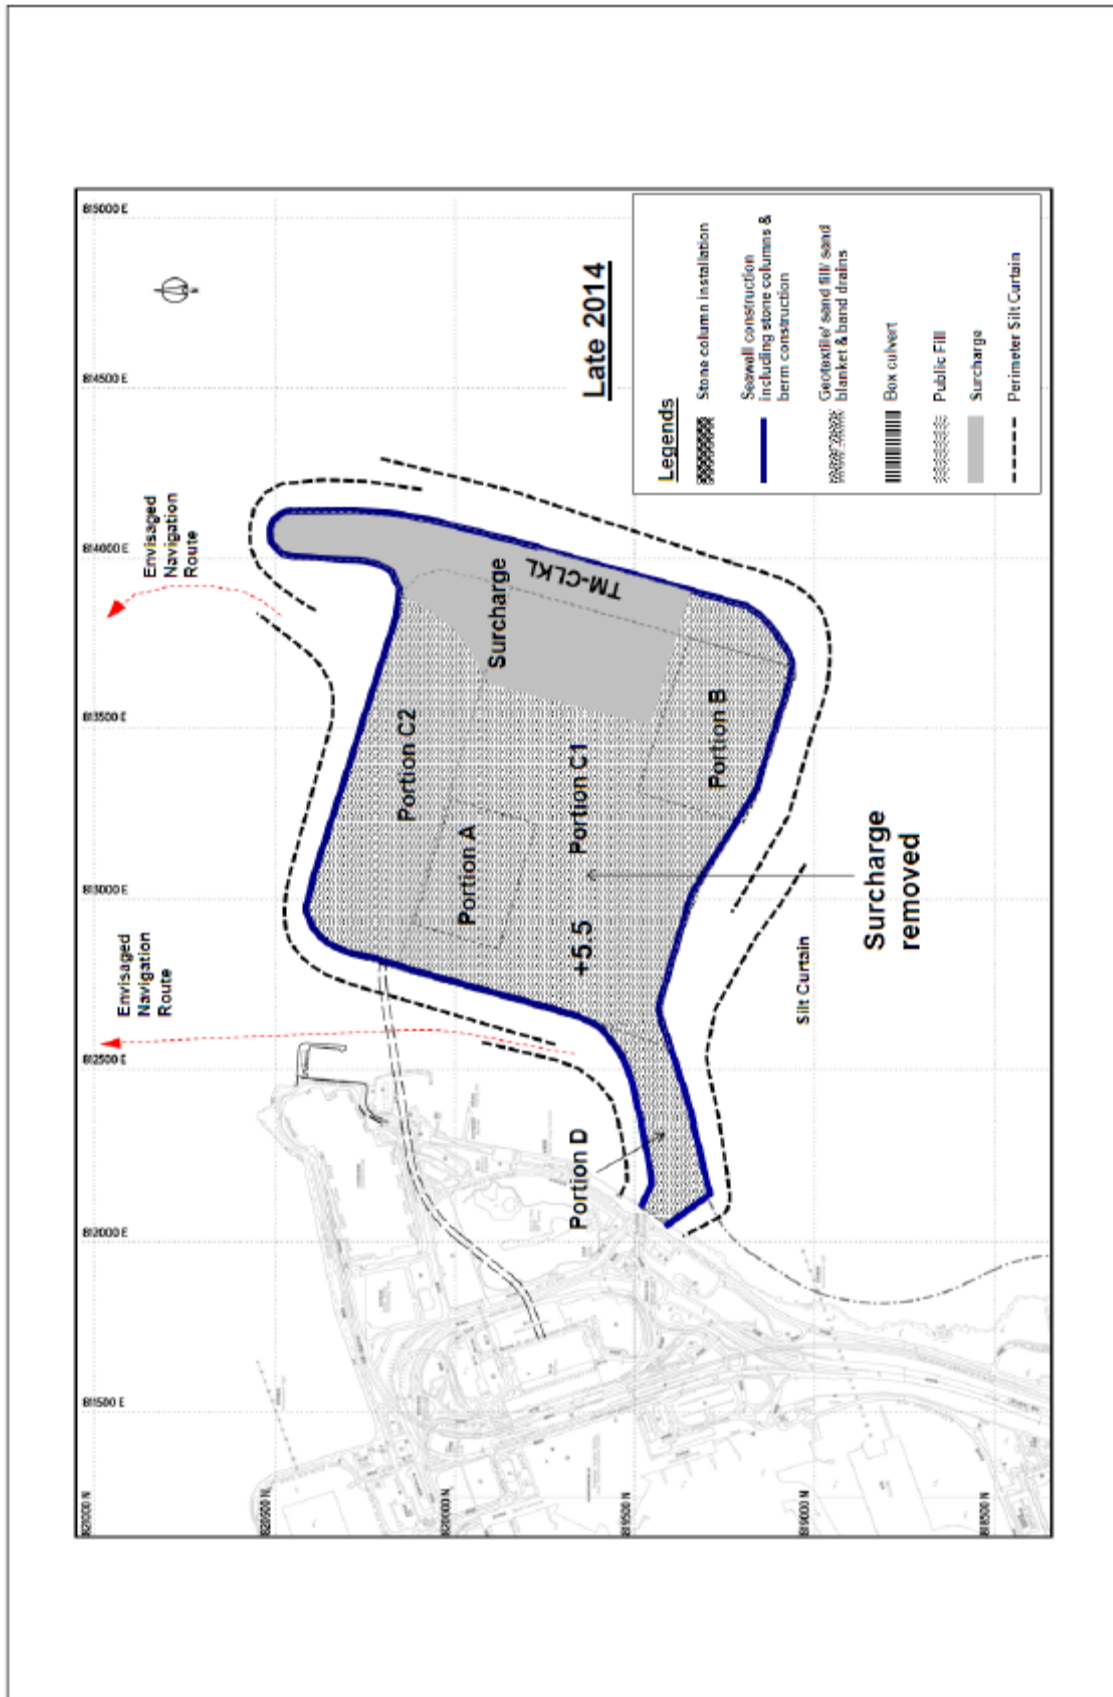 815000 E
814500 E
814000 E
813500 E
813000 E
812500 E
812000 E
811500 E
821000 N
820500 N
820000 N
819500 N
819000 N
818500 N
N
Late 2014
Envisaged
Navigation
Route
Envisaged
Navigation
Route
Portion C2
Portion A
Surcharge
TM-CLKL
Portion C1
+5.5
Portion B
Portion D
Silt Curtain
Surcharge
removed
Legends
Stone column installation
Seawall construction
including stone columns &
berm construction
Geotextile/ sand fill/ sand
blanket & band drains
Box culvert
Public Fill
Surcharge
Perimeter Silt Curtain